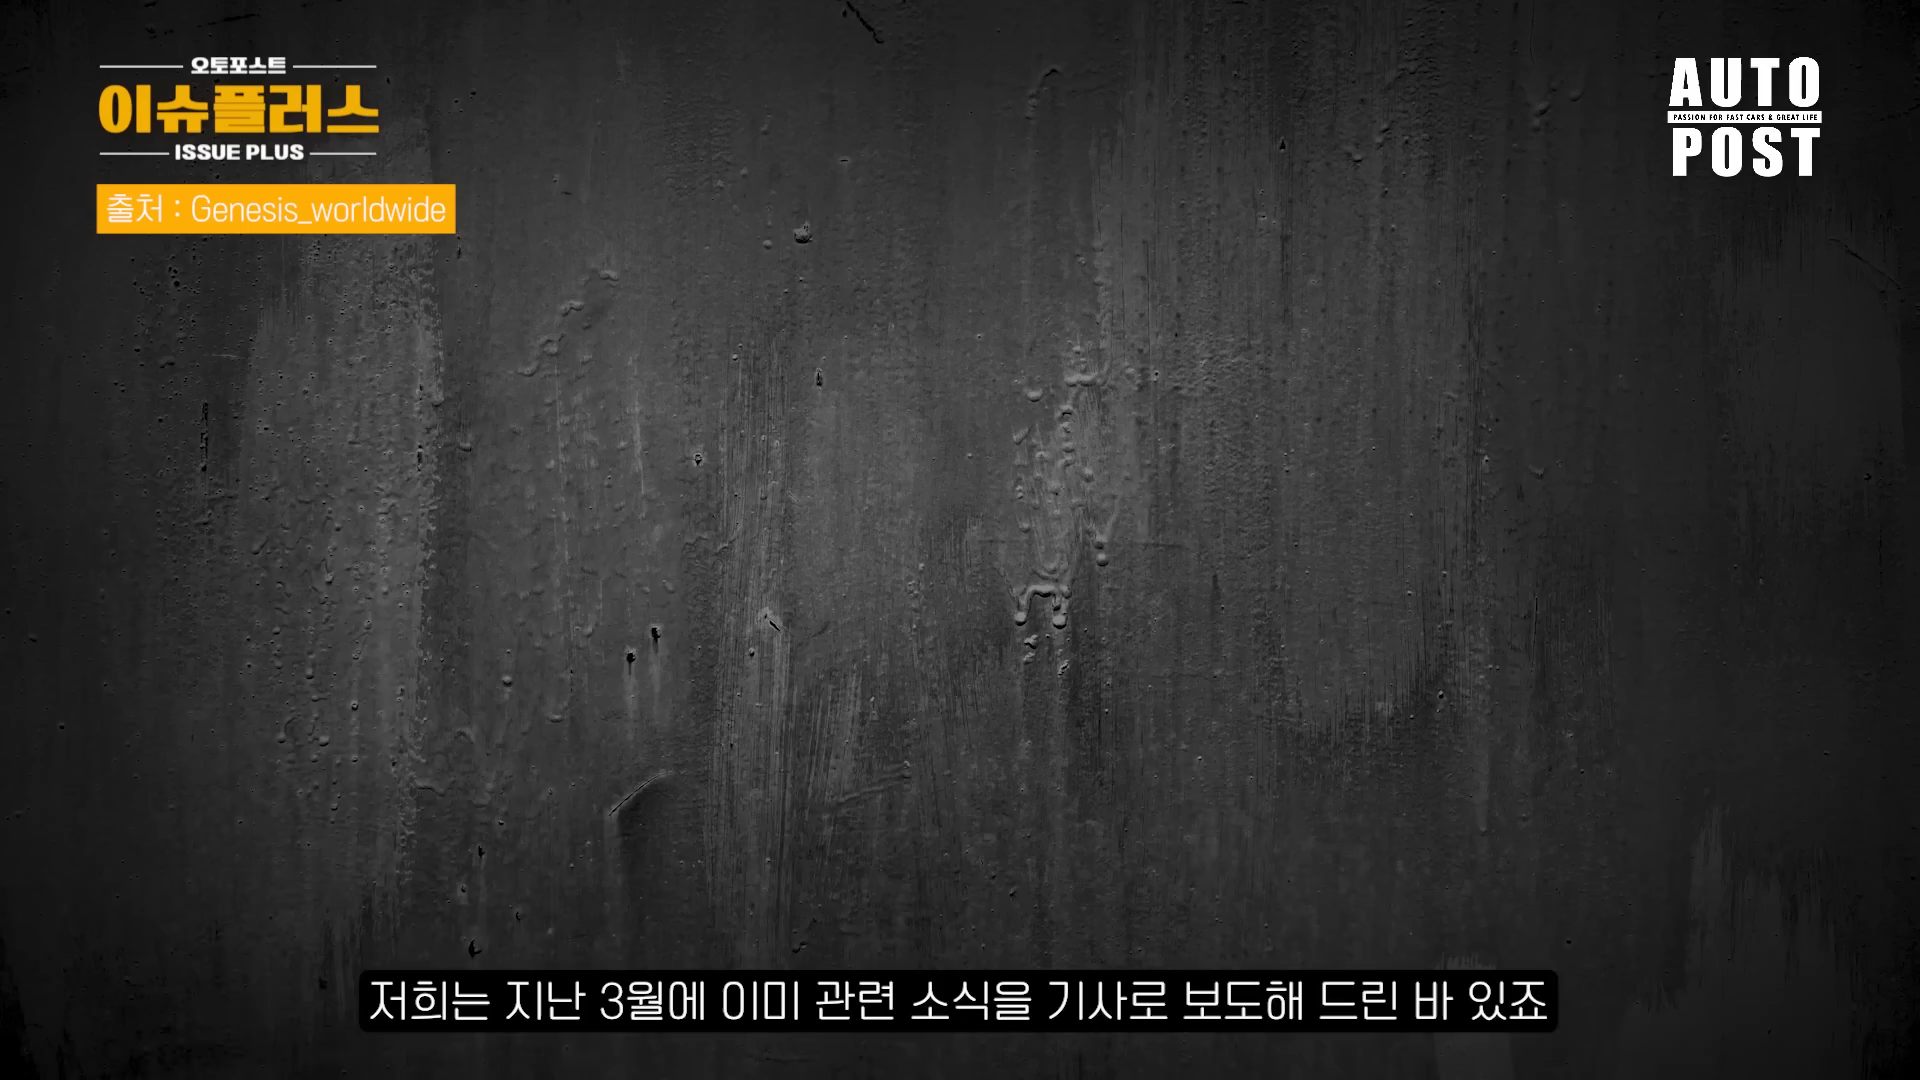 오토포스트
이슈플러스
ISSUE PLUS
출처 : Genesis_worldwide
AUTO
PASSION FOR FAST CARS & GREAT LIFE
POST
저희는 지난 3월에 이미 관련 소식을 기사로 보도해 드린 바 있죠